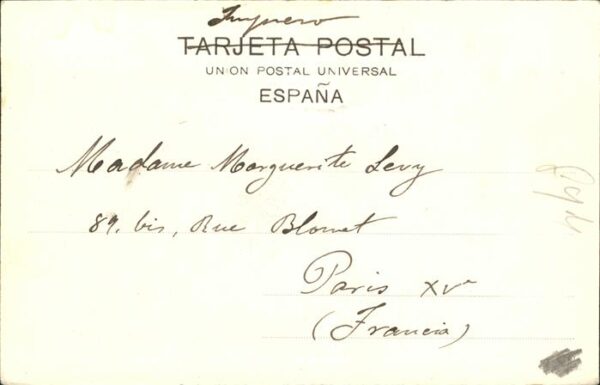 Impreso
TARJETA POSTAL
UNION POSTAL UNIVERSAL
ESPAÑA
Madame Marguerite Levy
89. bis, Rue Blomet
Paris XVe
(Francia)